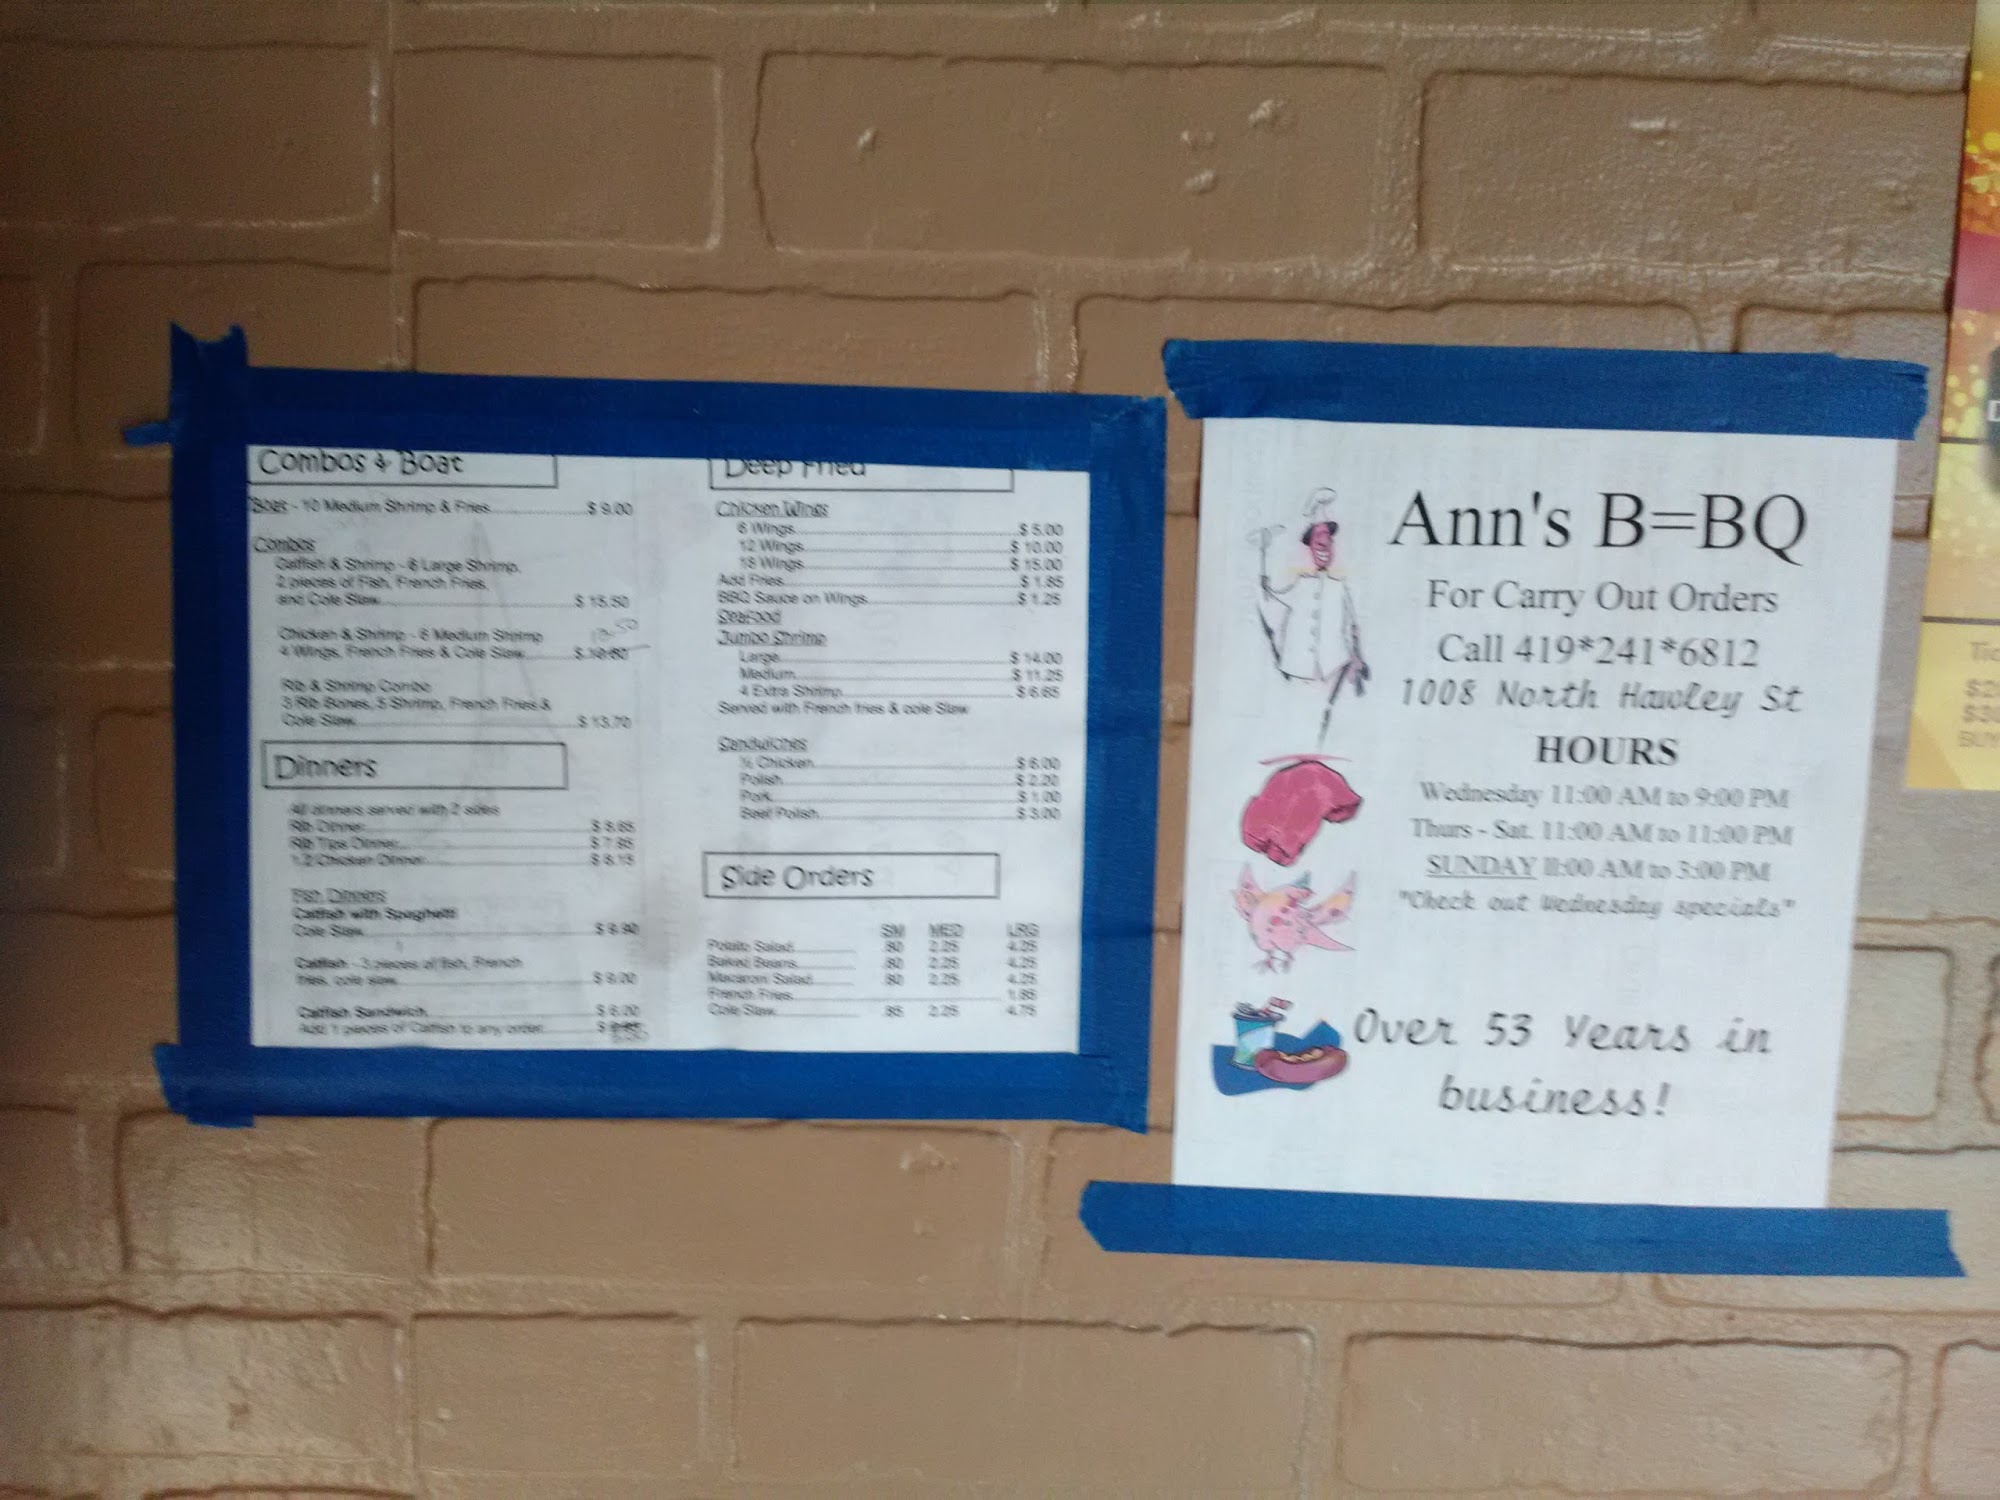 Combos & Boat
Boat - 10 Medium Shrimp & Fries $ 9.00
Combos
Catfish & Shrimp - 6 Large Shrimp,
2 pieces of Fish, French Fries,
and Cole Slaw $ 15.50
Chicken & Shrimp - 6 Medium Shrimp
4 Wings, French Fries & Cole Slaw
Rib & Shrimp Combo
3 Rib Bones, 3 Shrimp, French Fries &
Cole Slaw $ 13.70
Dinners
All dinners served with 2 sides
Rib Dinner
Rib Tips Dinner
1/2 Chicken Dinner
Fish Dinners
Catfish with Spaghetti
Cole Slaw
Catfish - 3 pieces of fish, French
fries, cole slaw $ 9.00
Catfish Sandwich $ 6.00
Add 1 pieces of Catfish to any order
Deep Fried
Chicken Wings
6 Wings $ 5.00
12 Wings $ 10.00
18 Wings $ 15.00
Add Fries $ 1.85
BBQ Sauce on Wings $ 1.25
Seafood
Jumbo Shrimp
Large $ 14.00
Medium $ 11.25
4 Extra Shrimp $ 6.65
Served with French fries & cole Slaw
Sandwiches
½ Chicken $ 6.00
Polish $ 2.20
Pork $ 1.00
Beef Polish $ 3.00
Side Orders
SM MED LRG
Potato Salad .80 2.25 4.25
Baked Beans .80 2.25 4.25
Macaroni Salad .80 2.25 4.25
French Fries 1.85
Cole Slaw .85 2.25 4.75
Ann's B=BQ
For Carry Out Orders
Call 419*241*6812
1008 North Hawley St
HOURS
Wednesday 11:00 AM to 9:00 PM
Thurs - Sat. 11:00 AM to 11:00 PM
SUNDAY 11:00 AM to 3:00 PM
"Check out Wednesday specials"
Over 53 Years in
business!